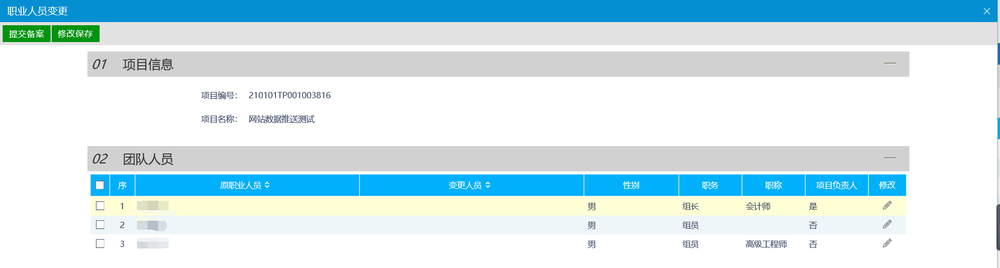 职业人员变更
提交备案 修改保存
01 项目信息
项目编号： 210101TP001003816
项目名称： 网站数据推送测试
02 团队人员
序 原职业人员 变更人员 性别 职务 职称 项目负责人 修改
1 男 组长 会计师 是
2 男 组员 否
3 男 组员 高级工程师 否